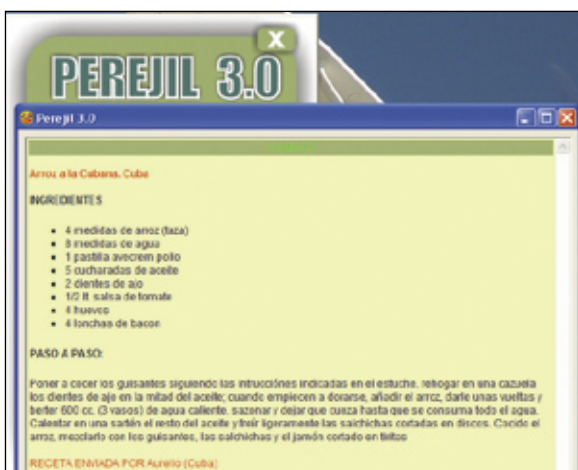 X
PEREJIL 3.0
Perejil 3.0
Arroz a la Cubana. Cuba
INGREDIENTES
4 medidas de arroz (taza)
8 medidas de agua
1 pastilla avecrem pollo
5 cucharadas de aceite
2 dientes de ajo
1/2 lt. salsa de tomate
4 huevos
4 lonchas de bacon
PASO A PASO:
Poner a cocer los guisantes siguiendo las intrucciónes indicadas en el estuche. rehogar en una cazuela
los dientes de ajo en la mitad del aceite; cuando empiecen a dorarse, añadir el arroz, darle unas vueltas y
berter 600 cc. (3 vasos) de agua caliente. sazonar y dejar que cueza hasta que se consuma todo el agua.
Calentar en una sartén el resto del aceite y freir ligeramente las salchichas cortadas en discos. Cocido el
arroz, mezclarlo con los guisantes, las salchichas y el jamón cortado en tiritas
RECETA ENVIADA POR Aurelio (Cuba)